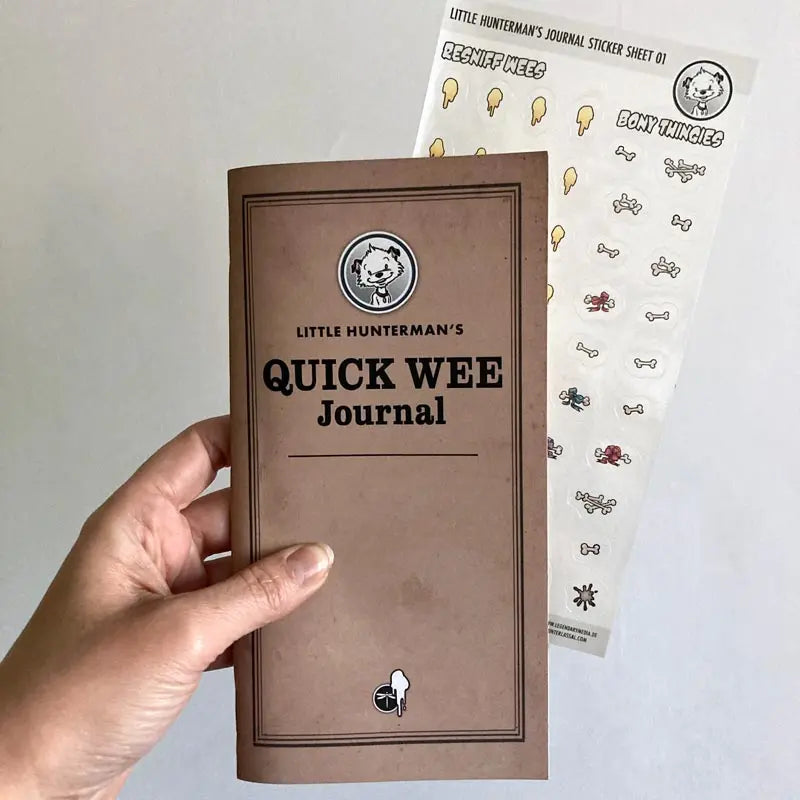 LITTLE HUNTERMAN'S JOURNAL STICKER SHEET 01
RESNIFF WEES
BONY THINGIES
LITTLE HUNTERMAN'S
QUICK WEE
Journal